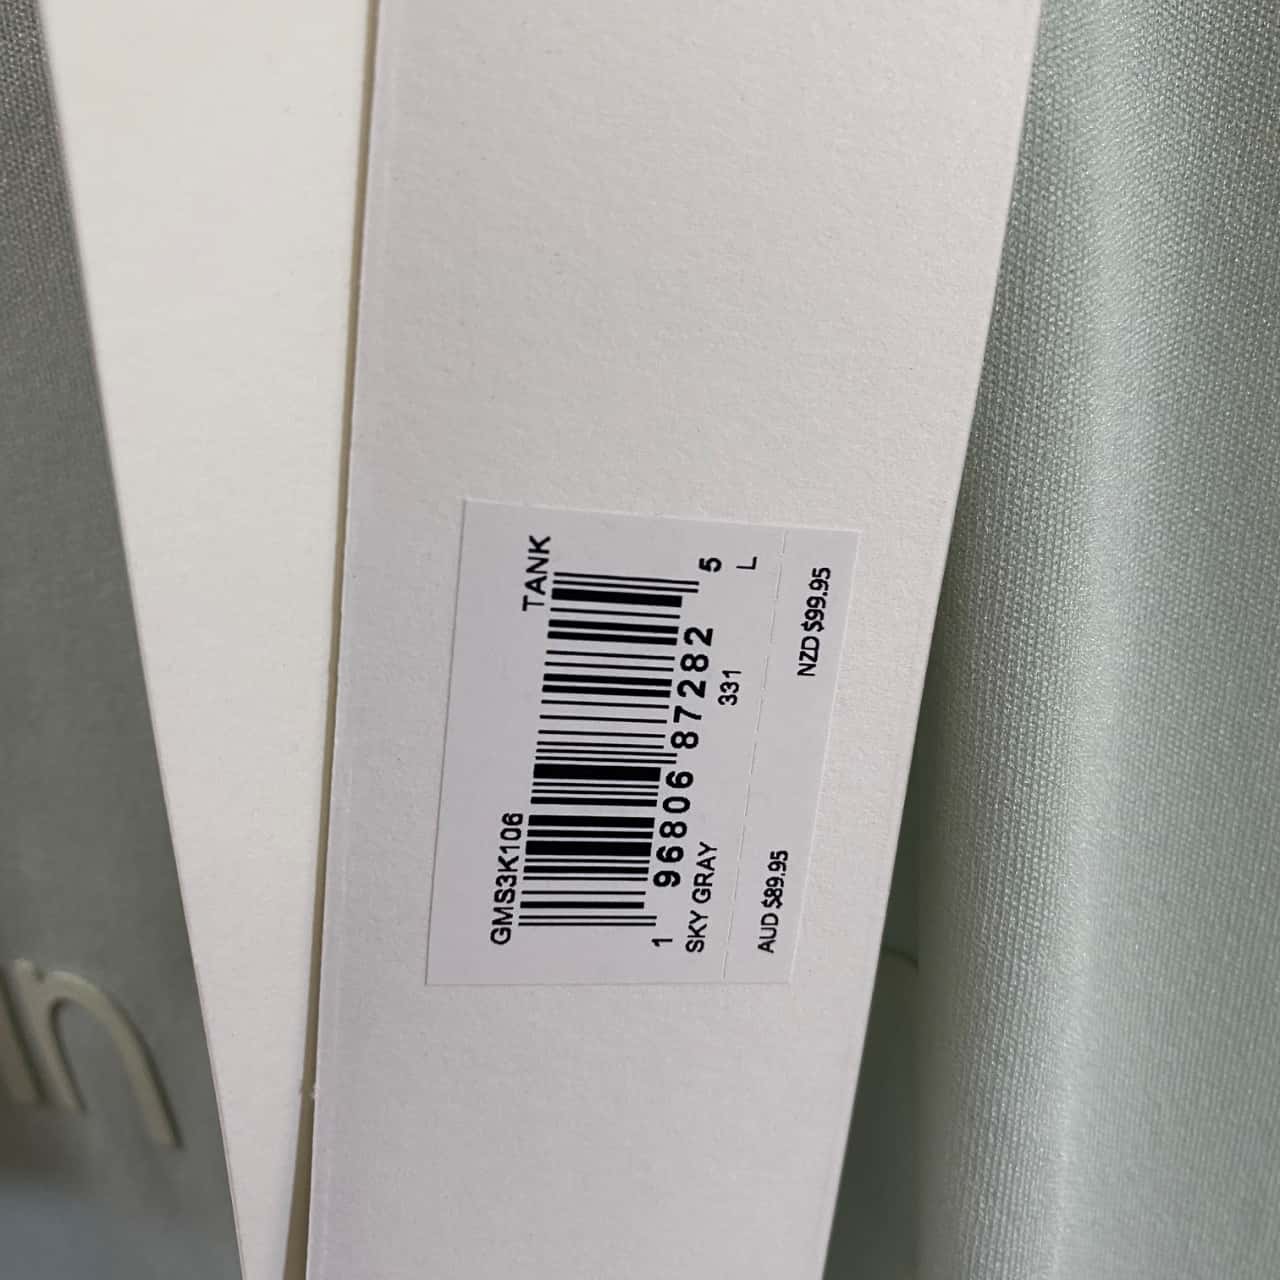 GMS3K106 TANK
1 96806 87282 5
SKY GRAY 331 L
AUD $89.95 NZD $99.95
n